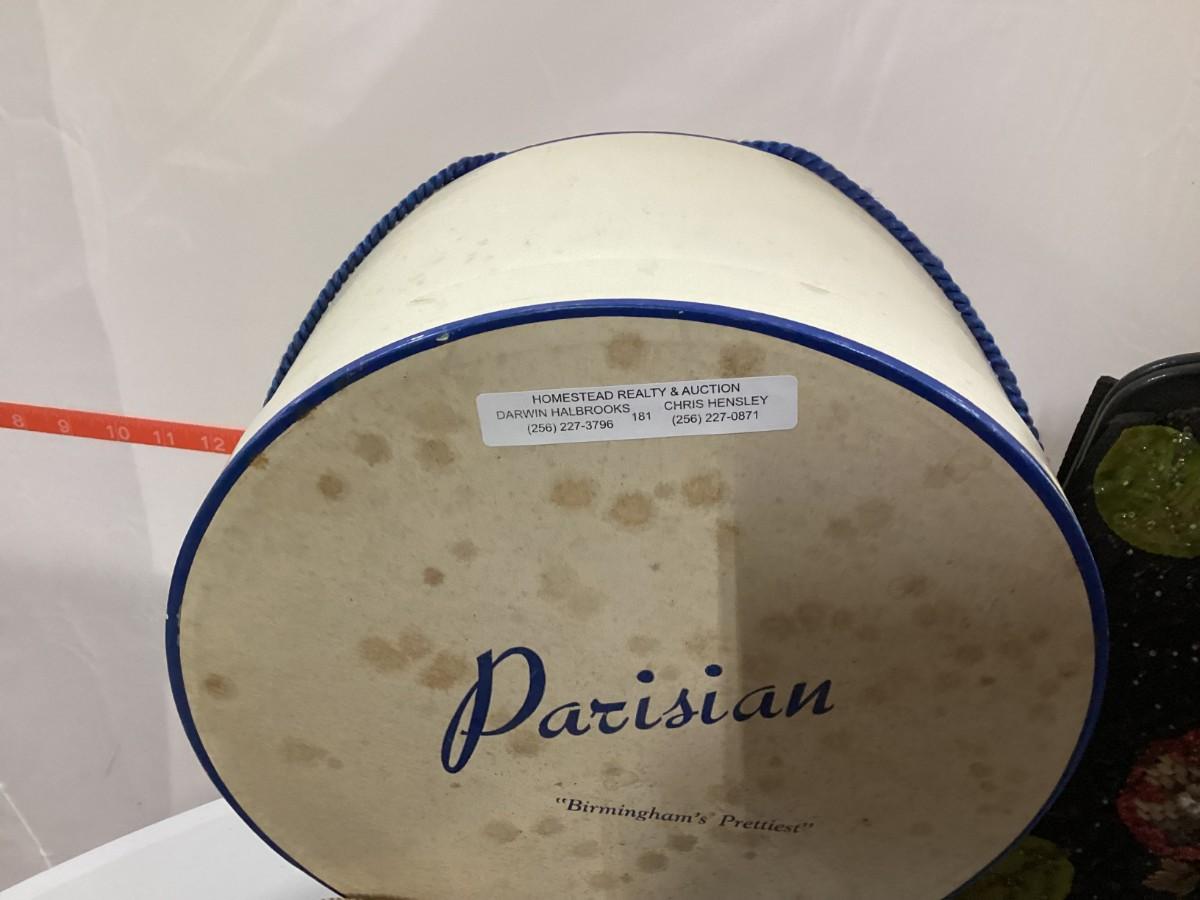 HOMESTEAD REALTY & AUCTION
DARWIN HALBROOKS 181 CHRIS HENSLEY
(256) 227-3796 (256) 227-0871
8 9 10 11 12
Parisian
"Birmingham's Prettiest"